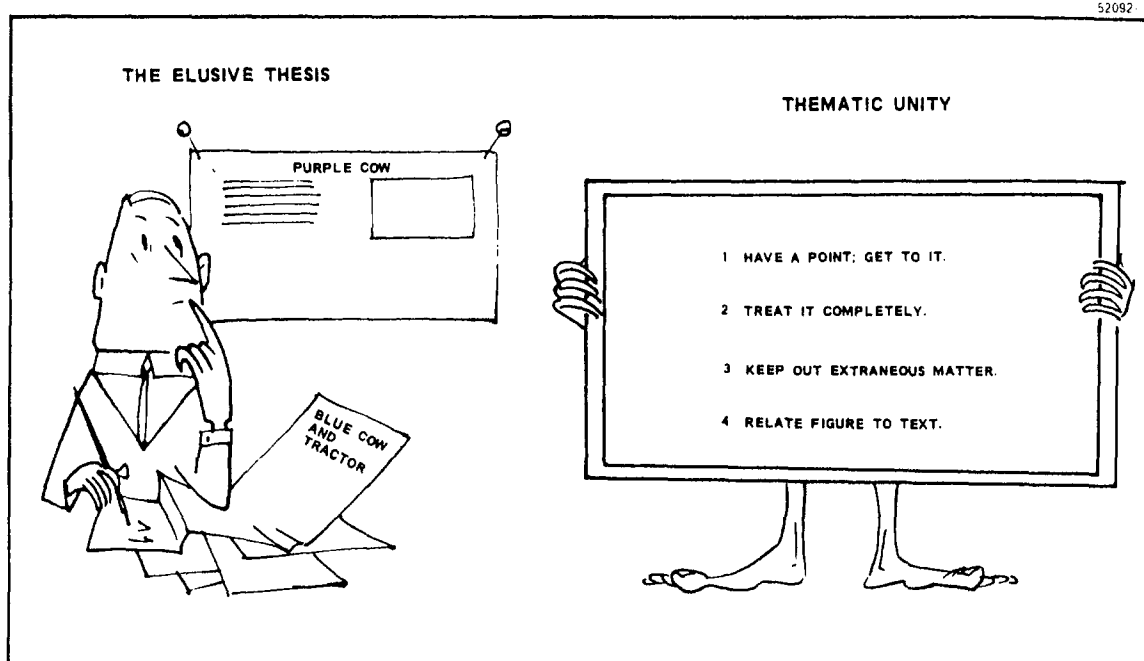 52092-
THE ELUSIVE THESIS
PURPLE COW
BLUE COW
AND
TRACTOR
THEMATIC UNITY
1 HAVE A POINT; GET TO IT.
2 TREAT IT COMPLETELY.
3 KEEP OUT EXTRANEOUS MATTER.
4 RELATE FIGURE TO TEXT.